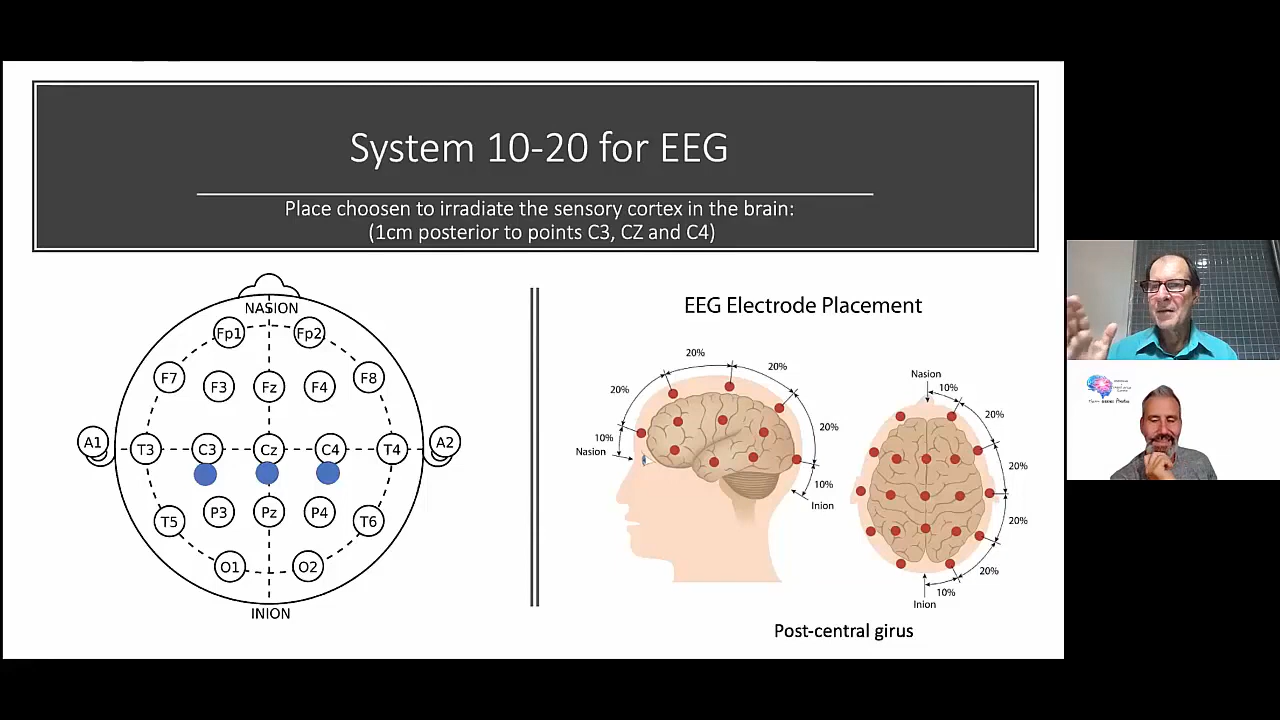 System 10-20 for EEG
Place choosen to irradiate the sensory cortex in the brain:
(1cm posterior to points C3, CZ and C4)
NASION
Fp1 Fp2
F7 F3 Fz F4 F8
A1 T3 C3 Cz C4 T4 A2
T5 P3 Pz P4 T6
O1 O2
INION
EEG Electrode Placement
20%
20%
20%
20%
10%
Nasion
10%
Inion
Nasion
10%
20%
20%
20%
20%
10%
Inion
Post-central girus